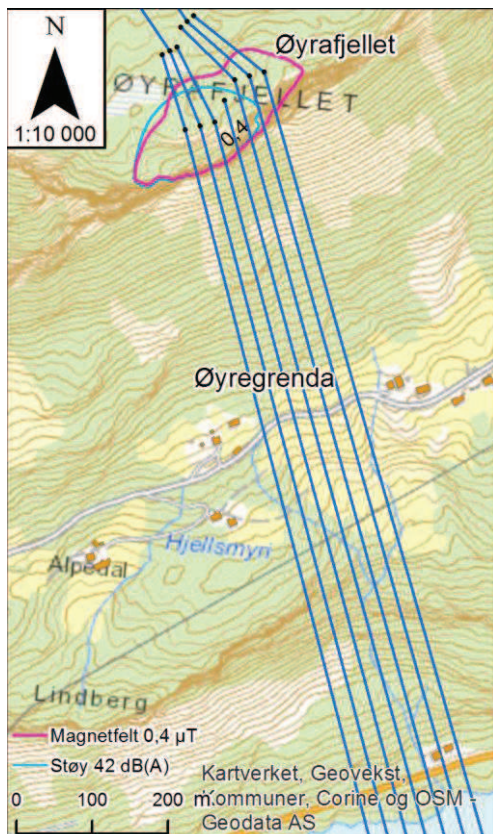 N
1:10 000
Øyrafjellet
ØYRAFJELLET
0,4
Øyregrenda
Hjellsmyri
Alpedal
Lindberg
Magnetfelt 0,4 µT
Støy 42 dB(A)
Kartverket, Geovekst,
0 100 200 m
Kommuner, Corine og OSM -
Geodata AS